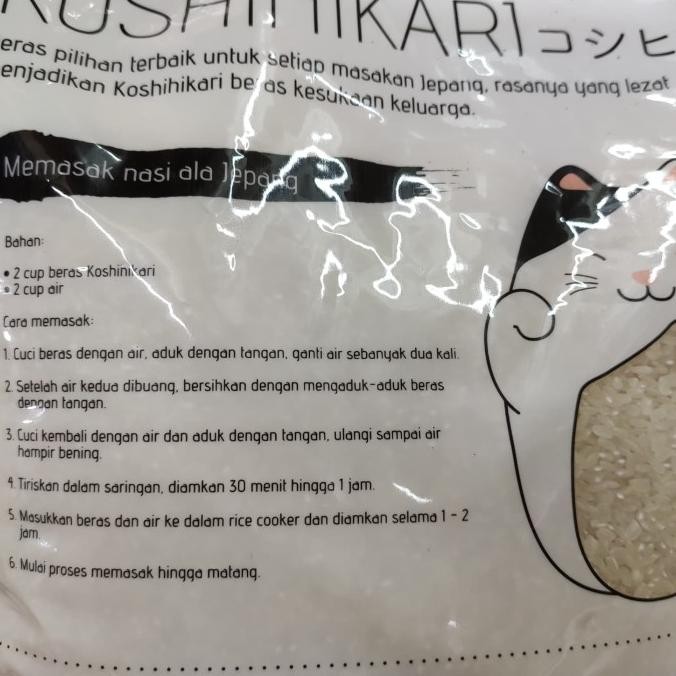 KOSHIHIKARI コシヒ
eras pilihan terbaik untuk setiap masakan Jepang, rasanya yang lezat
enjadikan Koshihikari beras kesukaan keluarga.
Memasak nasi ala Jepang
Bahan:
• 2 cup beras Koshihikari
• 2 cup air
Cara memasak:
1. Cuci beras dengan air, aduk dengan tangan, ganti air sebanyak dua kali.
2. Setelah air kedua dibuang, bersihkan dengan mengaduk-aduk beras
dengan tangan.
3. Cuci kembali dengan air dan aduk dengan tangan, ulangi sampai air
hampir bening.
4. Tiriskan dalam saringan, diamkan 30 menit hingga 1 jam.
5. Masukkan beras dan air ke dalam rice cooker dan diamkan selama 1 - 2
jam.
6. Mulai proses memasak hingga matang.